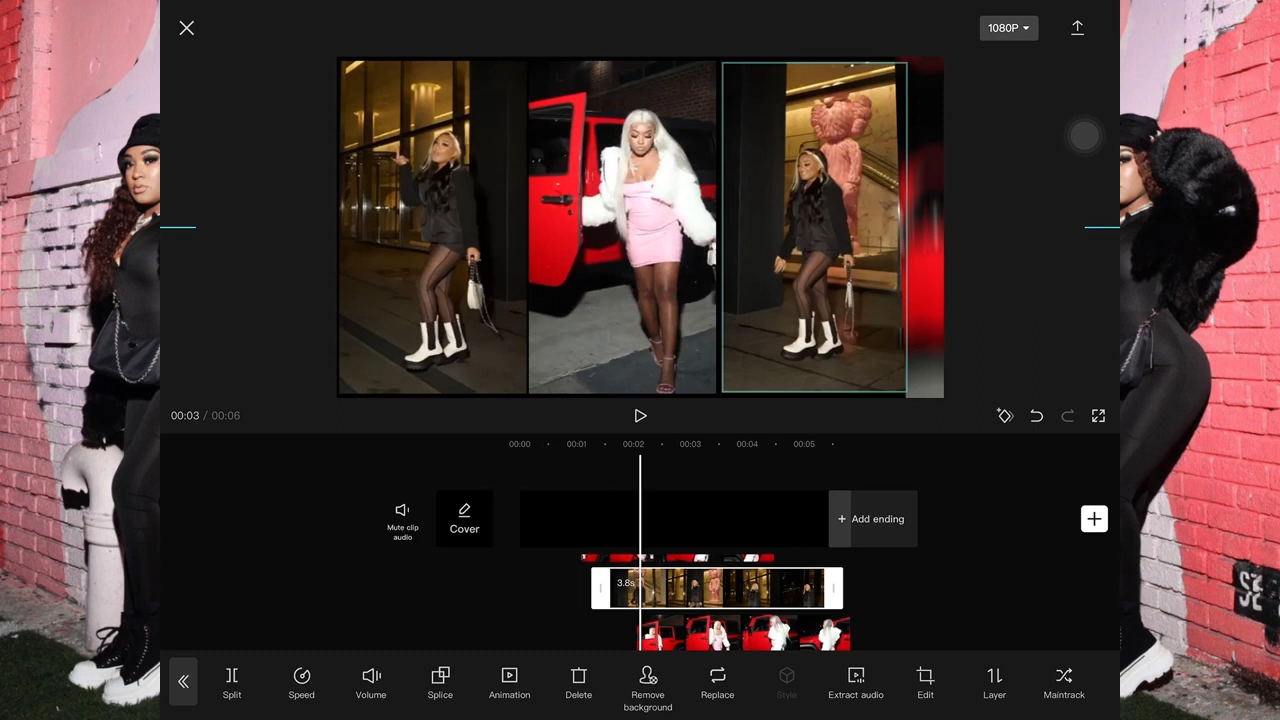 1080P
00:03 / 00:06
00:00
00:01
00:02
00:03
00:04
00:05
Mute clip
audio
Cover
+ Add ending
3.8s
Split
Speed
Volume
Splice
Animation
Delete
Remove
background
Replace
Style
Extract audio
Edit
Layer
Maintrack